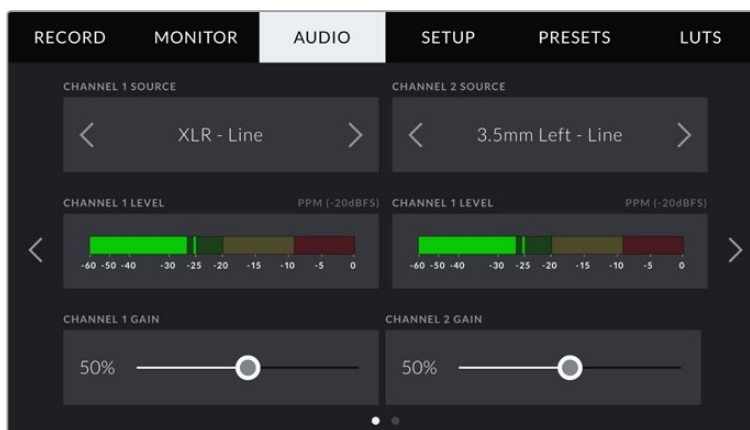 RECORD MONITOR AUDIO SETUP PRESETS LUTS
CHANNEL 1 SOURCE CHANNEL 2 SOURCE
XLR - Line 3.5mm Left - Line
CHANNEL 1 LEVEL PPM (-20dBFS) CHANNEL 1 LEVEL PPM (-20dBFS)
-60 -50 -40 -30 -25 -20 -15 -10 -5 0 -60 -50 -40 -30 -25 -20 -15 -10 -5 0
CHANNEL 1 GAIN CHANNEL 2 GAIN
50% 50%